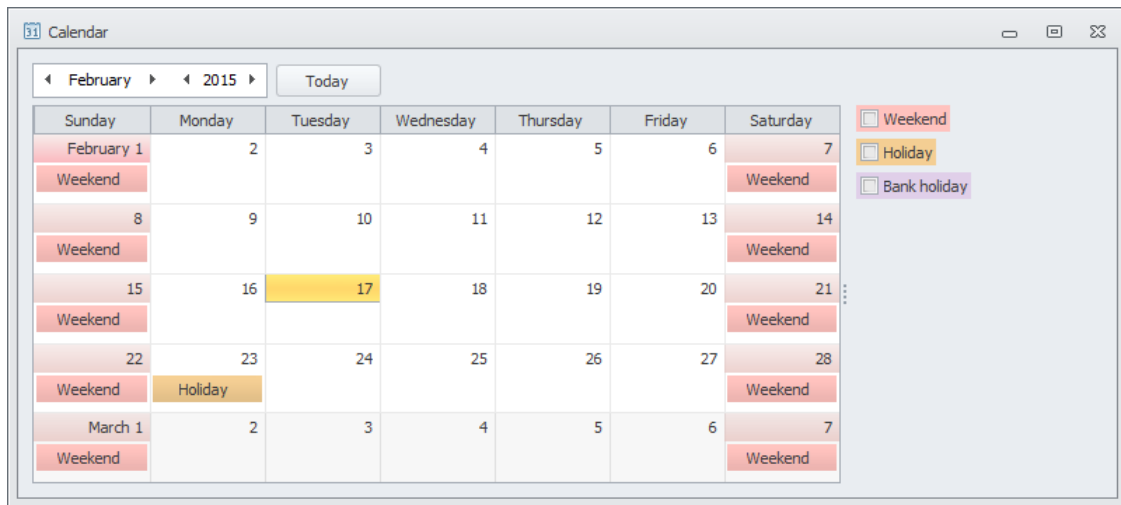 31 Calendar
February 2015 Today
Sunday Monday Tuesday Wednesday Thursday Friday Saturday
Weekend
February 1 2 3 4 5 6 7
Holiday
Weekend Weekend
Bank holiday
8 9 10 11 12 13 14
Weekend Weekend
15 16 17 18 19 20 21
Weekend Weekend
22 23 24 25 26 27 28
Weekend Holiday Weekend
March 1 2 3 4 5 6 7
Weekend Weekend